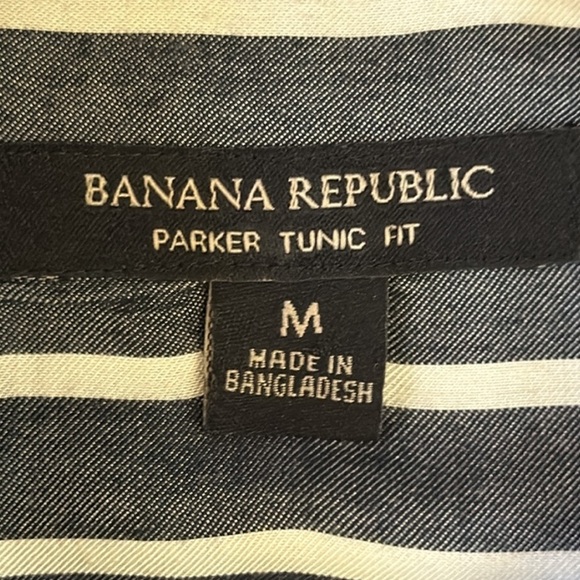 BANANA REPUBLIC
PARKER TUNIC FIT
M
MADE IN
BANGLADESH